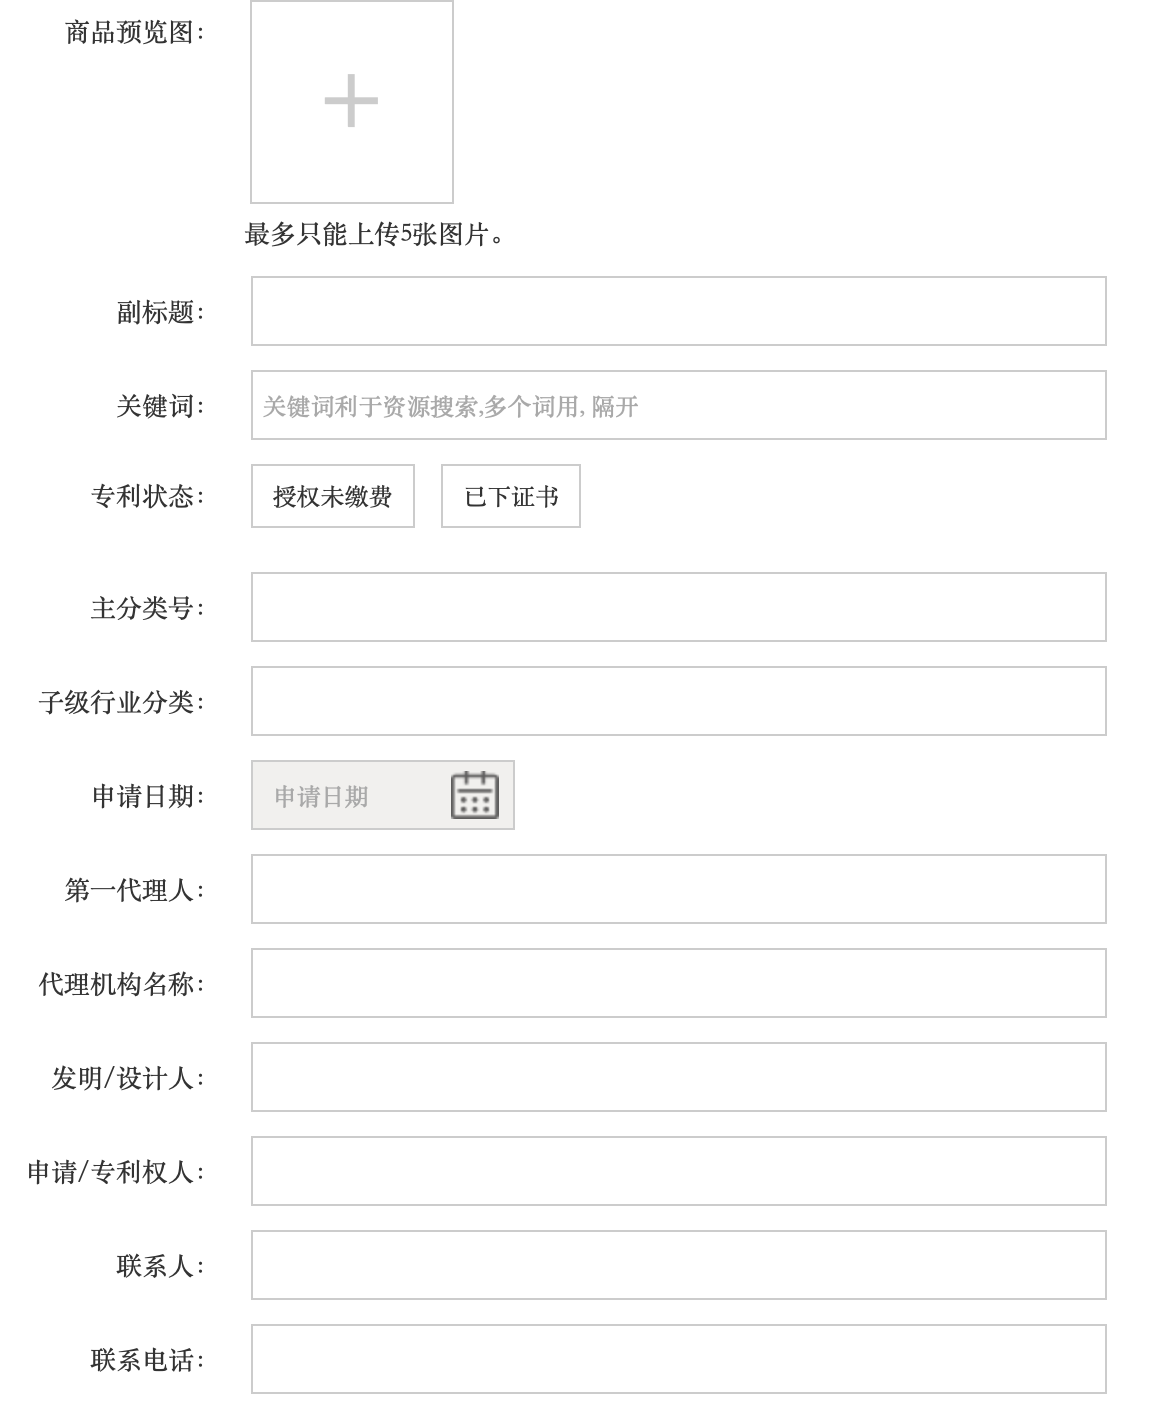 商品预览图:
最多只能上传5张图片。
副标题:
关键词: 关键词利于资源搜索,多个词用, 隔开
专利状态: 授权未缴费 已下证书
主分类号:
子级行业分类:
申请日期: 申请日期
第一代理人:
代理机构名称:
发明/设计人:
申请/专利权人:
联系人:
联系电话: